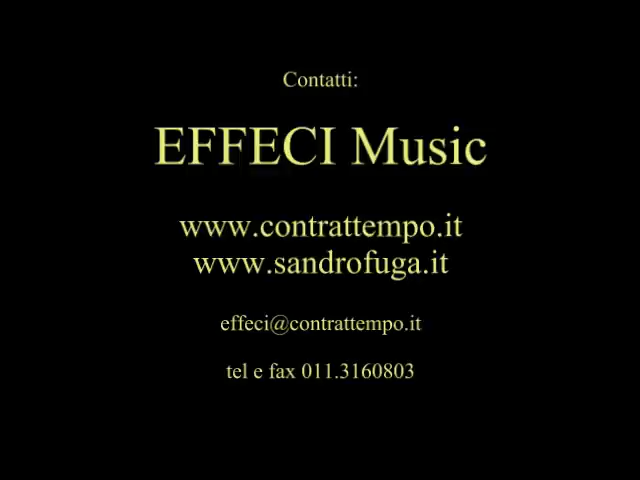 Contatti:
EFFECI Music
www.contrattempo.it
www.sandrofuga.it
effeci@contrattempo.it
tel e fax 011.3160803